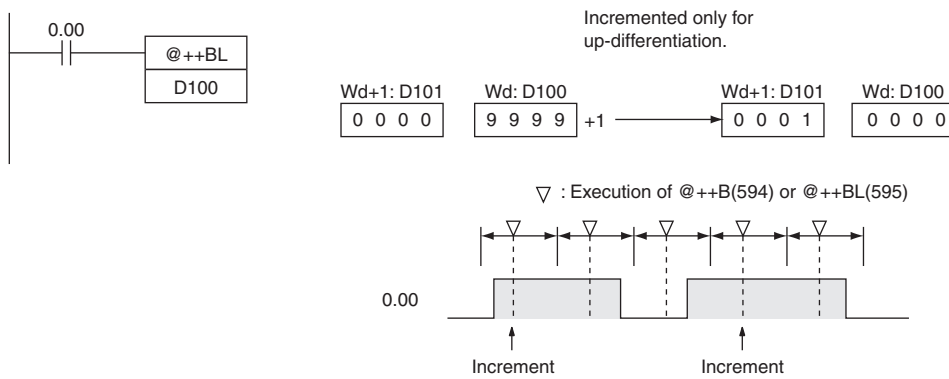 0.00
@++BL
D100
Incremented only for
up-differentiation.
Wd+1: D101 Wd: D100 Wd+1: D101 Wd: D100
0 0 0 0 9 9 9 9 +1 0 0 0 1 0 0 0 0
▽ : Execution of @++B(594) or @++BL(595)
0.00
Increment Increment